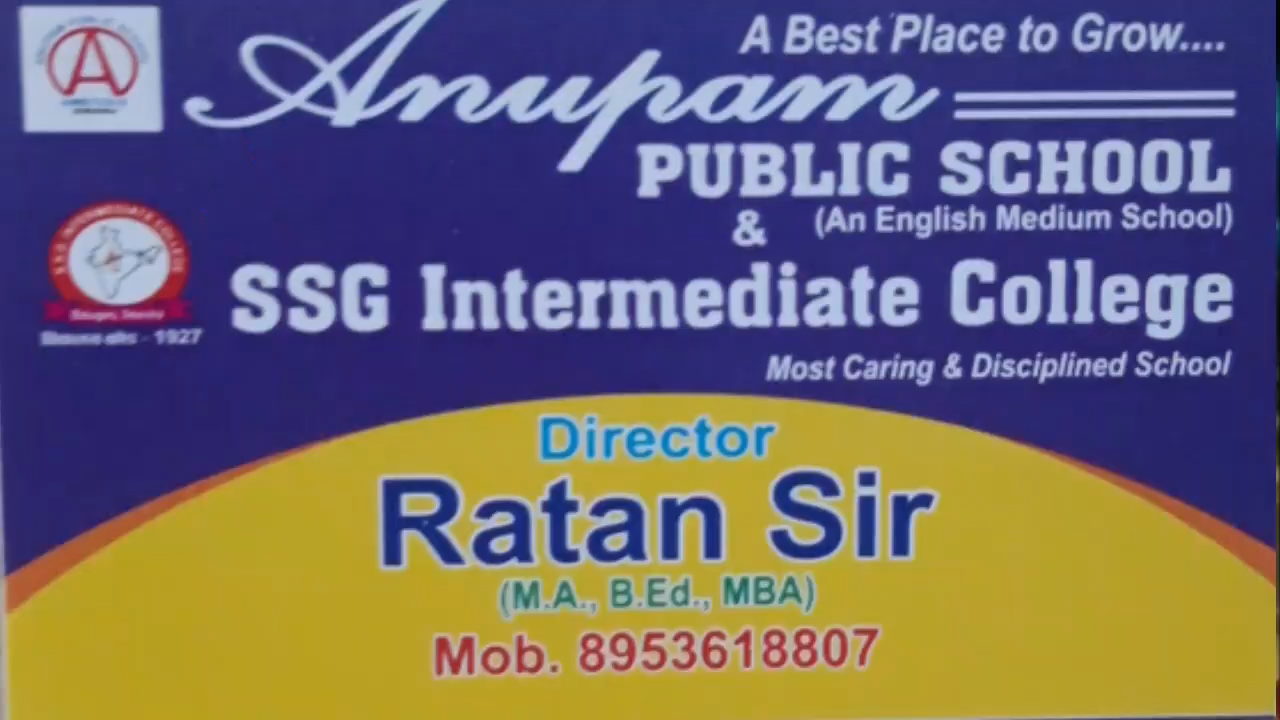 A Best Place to Grow....
Anupam
PUBLIC SCHOOL
& (An English Medium School)
SSG Intermediate College
- 1927
Most Caring & Disciplined School
Director
Ratan Sir
(M.A., B.Ed., MBA)
Mob. 8953618807